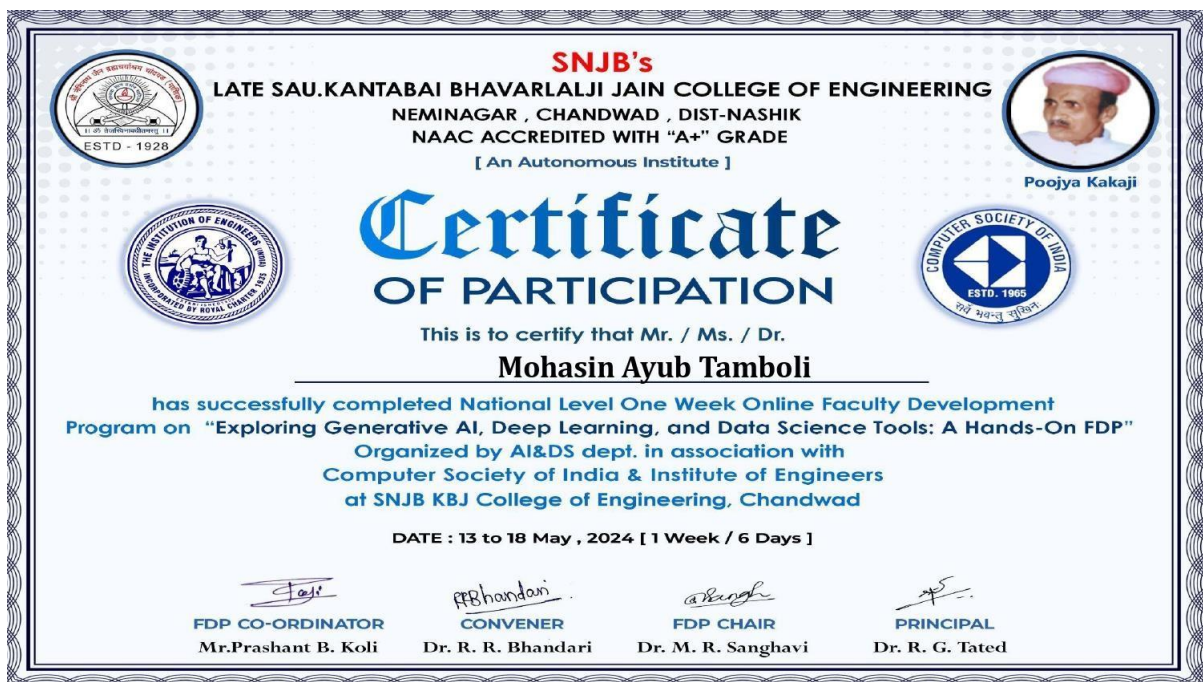 SNJB's
LATE SAU.KANTABAI BHAVARLALJI JAIN COLLEGE OF ENGINEERING
NEMINAGAR , CHANDWAD , DIST-NASHIK
NAAC ACCREDITED WITH “A+” GRADE
[ An Autonomous Institute ]
ESTD - 1928
Poojya Kakaji
THE INSTITUTION OF ENGINEERS (INDIA)
INCORPORATED BY ROYAL CHARTER 1935
COMPUTER SOCIETY OF INDIA
ESTD. 1965
सर्वे भवन्तु सुखिनः
Certificate
OF PARTICIPATION
This is to certify that Mr. / Ms. / Dr.
Mohasin Ayub Tamboli
has successfully completed National Level One Week Online Faculty Development
Program on “Exploring Generative AI, Deep Learning, and Data Science Tools: A Hands-On FDP”
Organized by AI&DS dept. in association with
Computer Society of India & Institute of Engineers
at SNJB KBJ College of Engineering, Chandwad
DATE : 13 to 18 May , 2024 [ 1 Week / 6 Days ]
RRBhandari
FDP CO-ORDINATOR CONVENER FDP CHAIR PRINCIPAL
Mr.Prashant B. Koli Dr. R. R. Bhandari Dr. M. R. Sanghavi Dr. R. G. Tated